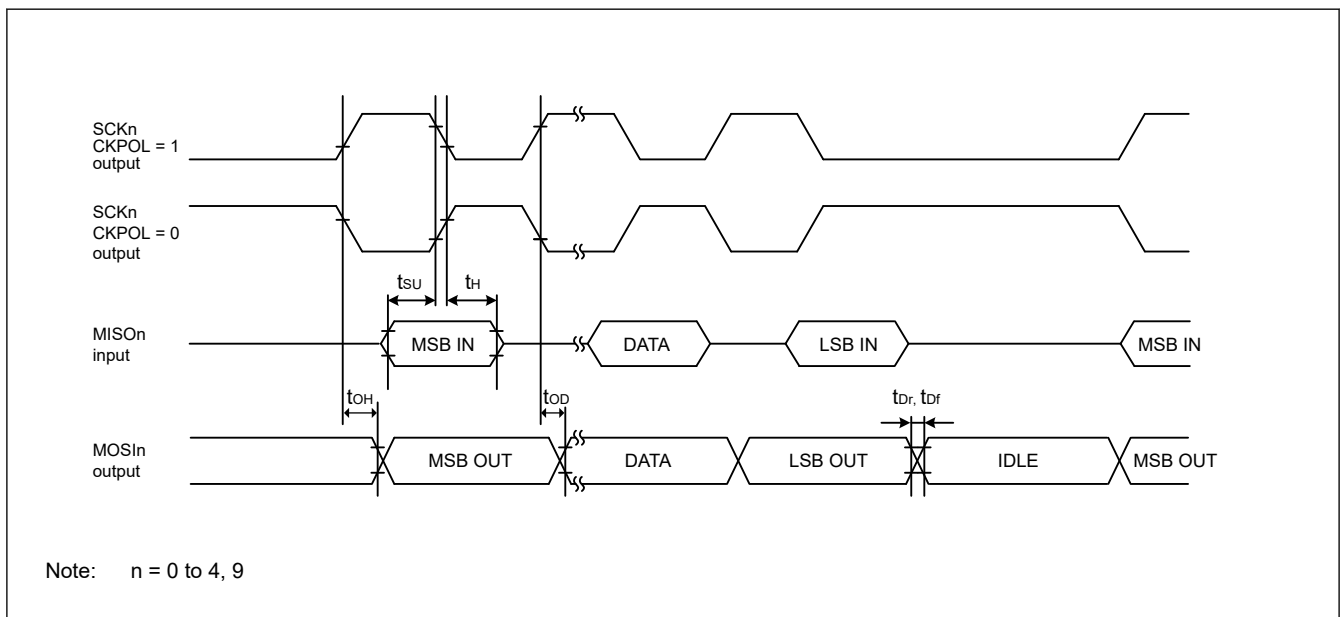 SCKn
CKPOL = 1
output
SCKn
CKPOL = 0
output
tSU
tH
MISOn
input
MSB IN
DATA
LSB IN
MSB IN
tOH
tOD
tDr, tDf
MOSIn
output
MSB OUT
DATA
LSB OUT
IDLE
MSB OUT
Note: n = 0 to 4, 9